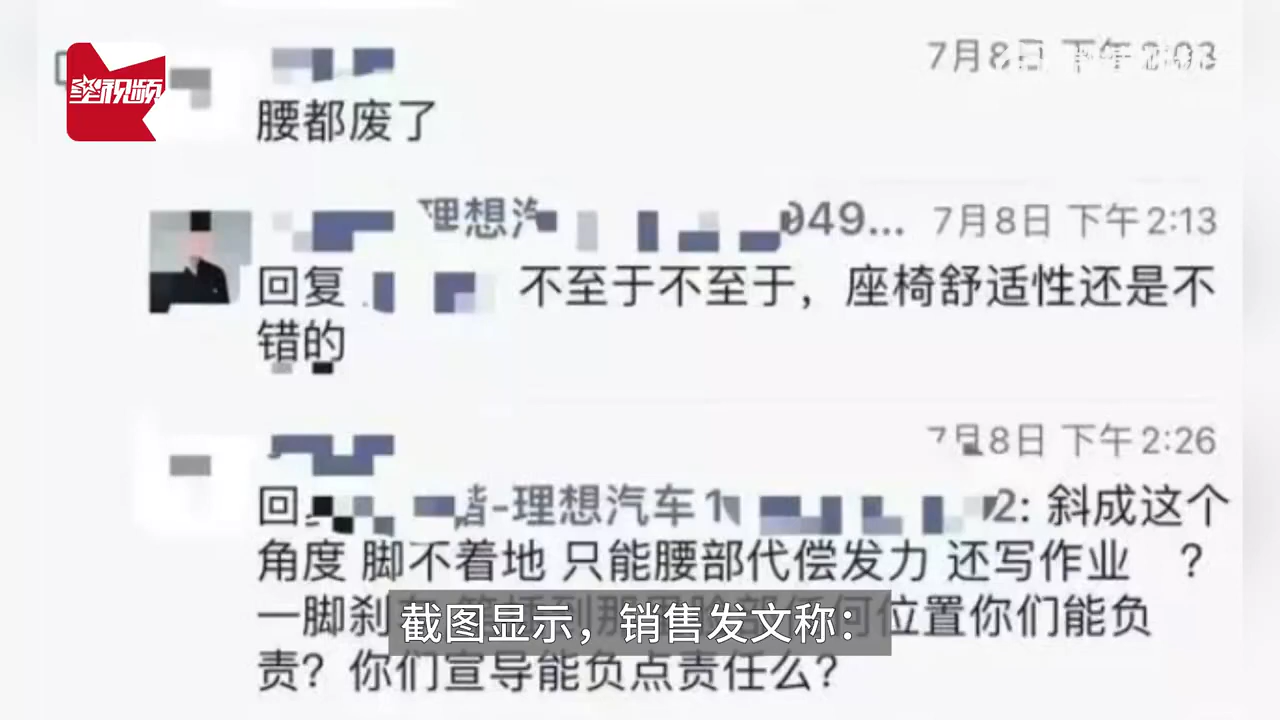 星视频
腰都废了
7月8日 下午
理想汽
049... 7月8日 下午2:13
回复 不至于不至于，座椅舒适性还是不
错的
7月8日 下午2:26
回
-理想汽车1
2: 斜成这个
角度 脚不着地 只能腰部代偿发力 还写作业 ？
一脚刹
位置你们能负
截图显示，销售发文称：
责？你们宣导能负点责任么？